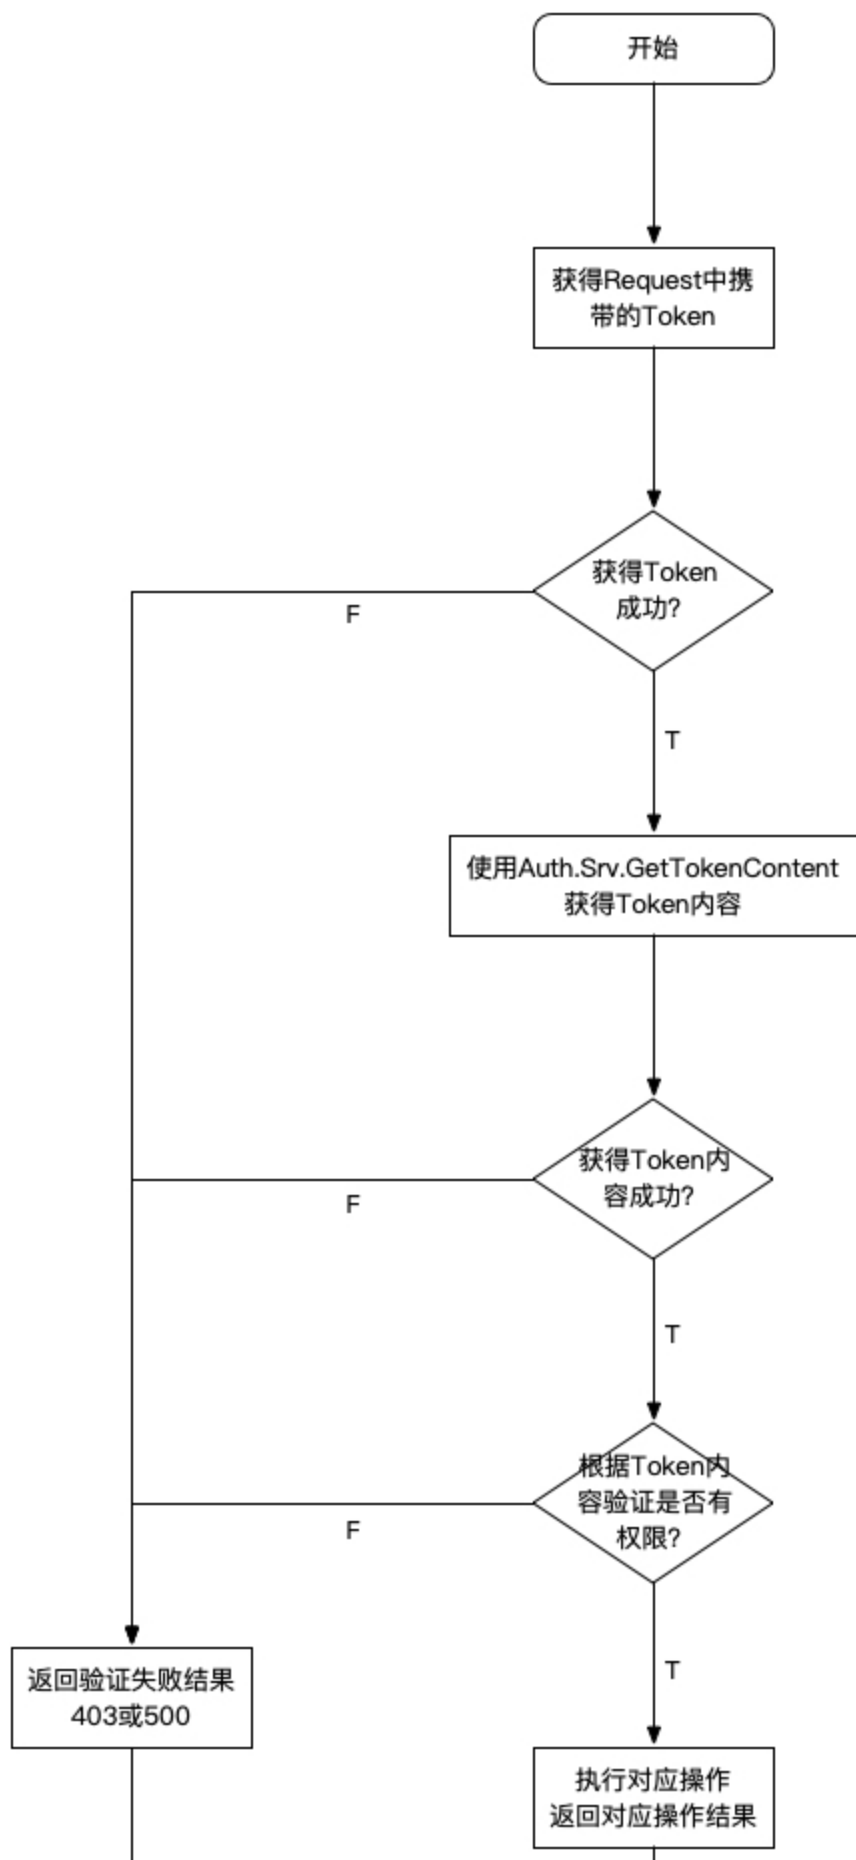 开始
获得Request中携
带的Token
获得Token
成功?
F
T
使用Auth.Srv.GetTokenContent
获得Token内容
获得Token内
容成功?
F
T
根据Token内
容验证是否有
权限?
F
T
返回验证失败结果
403或500
执行对应操作
返回对应操作结果